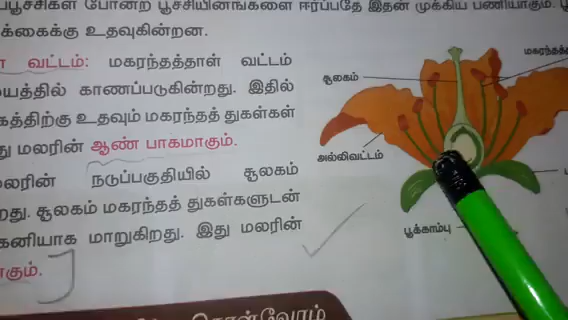 பூச்சிகள் போன்ற பூச்சியினங்களை ஈர்ப்பதே இதன் முக்கிய பணியாகும்.
க்கைக்கு உதவுகின்றன.
வட்டம்: மகரந்தத்தாள் வட்டம்
யத்தில் காணப்படுகின்றது. இதில்
கத்திற்கு உதவும் மகரந்தத் துகள்கள்
து மலரின் ஆண் பாகமாகும்.
லரின் நடுப்பகுதியில் சூலகம்
றது. சூலகம் மகரந்தத் துகள்களுடன்
கனியாக மாறுகிறது. இது மலரின்
ாகும்.
மகரந்தத்
சூலகம்
அல்லிவட்டம்
பூக்காம்பு